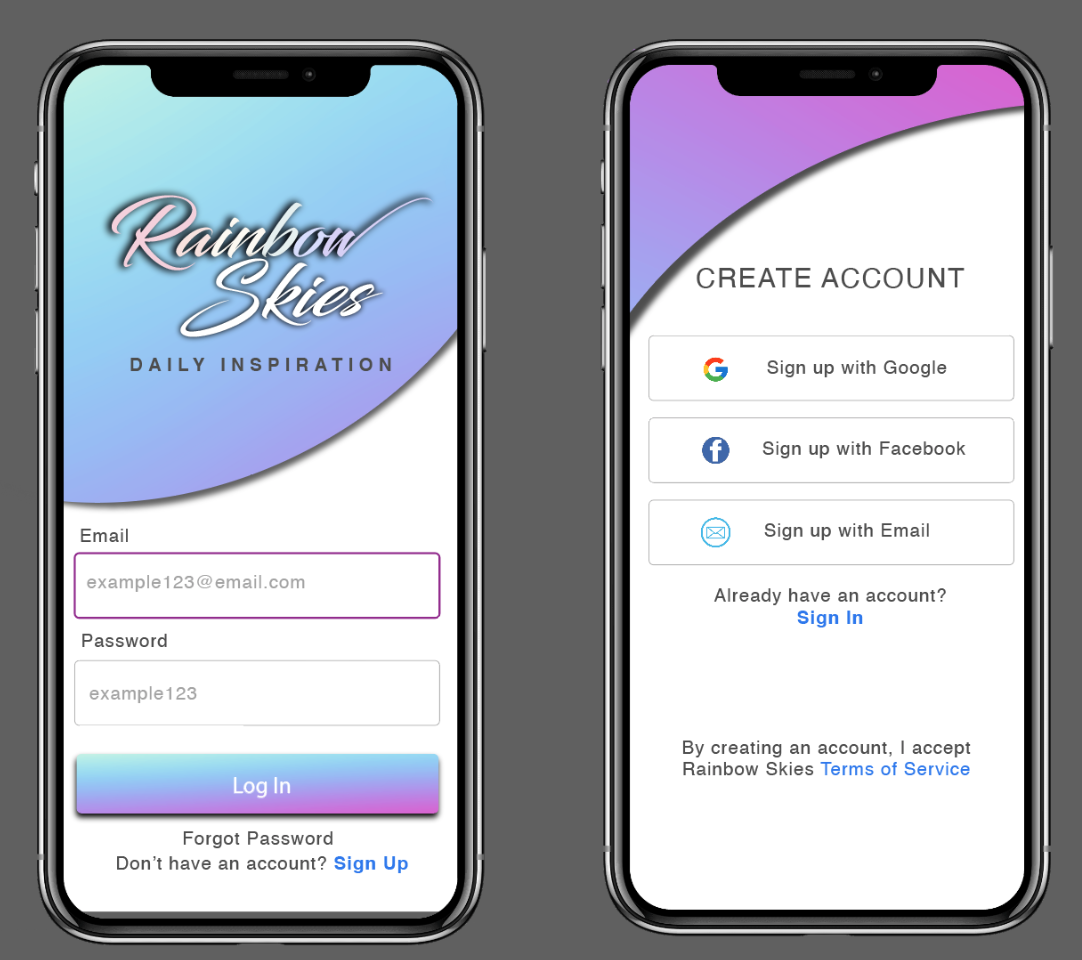 Rainbow
Skies
DAILY INSPIRATION
Email
example123@email.com
Password
example123
Log In
Forgot Password
Don't have an account? Sign Up
CREATE ACCOUNT
Sign up with Google
Sign up with Facebook
Sign up with Email
Already have an account?
Sign In
By creating an account, I accept
Rainbow Skies Terms of Service